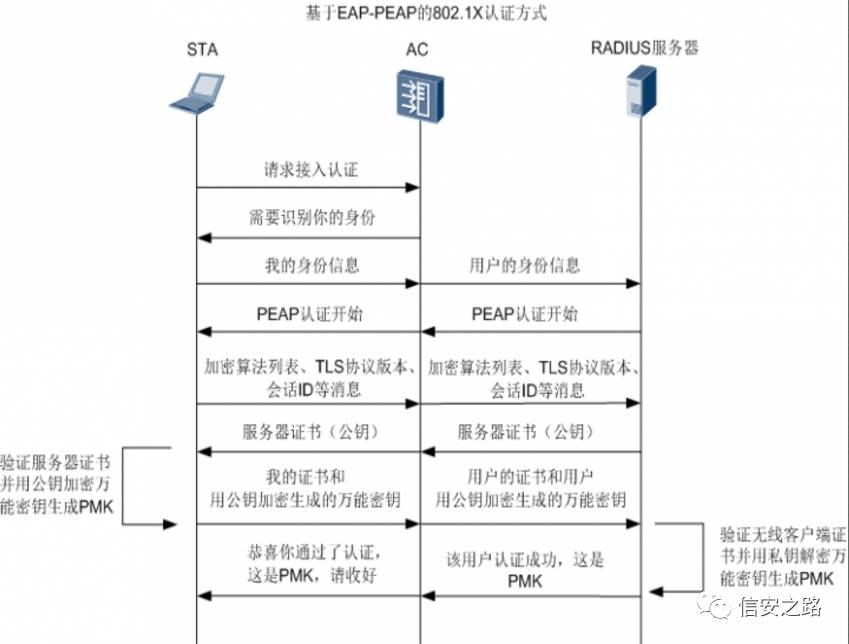 基于EAP-PEAP的802.1X认证方式
STA
AC
RADIUS服务器
请求接入认证
需要识别你的身份
我的身份信息
用户的身份信息
PEAP认证开始
PEAP认证开始
加密算法列表、TLS协议版本、
会话ID等消息
加密算法列表、TLS协议版本、
会话ID等消息
服务器证书（公钥）
服务器证书（公钥）
验证服务器证书
并用公钥加密万
能密钥生成PMK
我的证书和
用公钥加密生成的万能密钥
用户的证书和用户
用公钥加密生成的万能密钥
验证无线客户端证
书并用私钥解密万
能密钥生成PMK
恭喜你通过了认证，
这是PMK，请收好
该用户认证成功，这是
PMK
信安之路